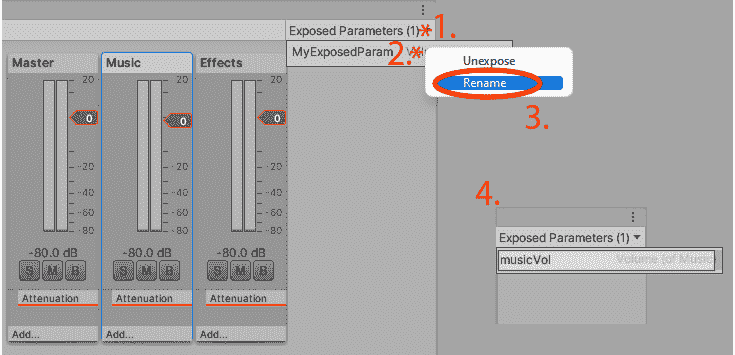 Exposed Parameters (1) 1.
MyExposedParam
2.
Unexpose
Rename
3.
Master Music Effects
20 20 20
0 0 0
-20 -20 -20
-40 -40 -40
-60 -60 -60
-80 -80 -80
-80.0 dB -80.0 dB -80.0 dB
S M B S M B S M B
Attenuation Attenuation Attenuation
Add... Add... Add...
4.
Exposed Parameters (1)
musicVol Volume (of Music)